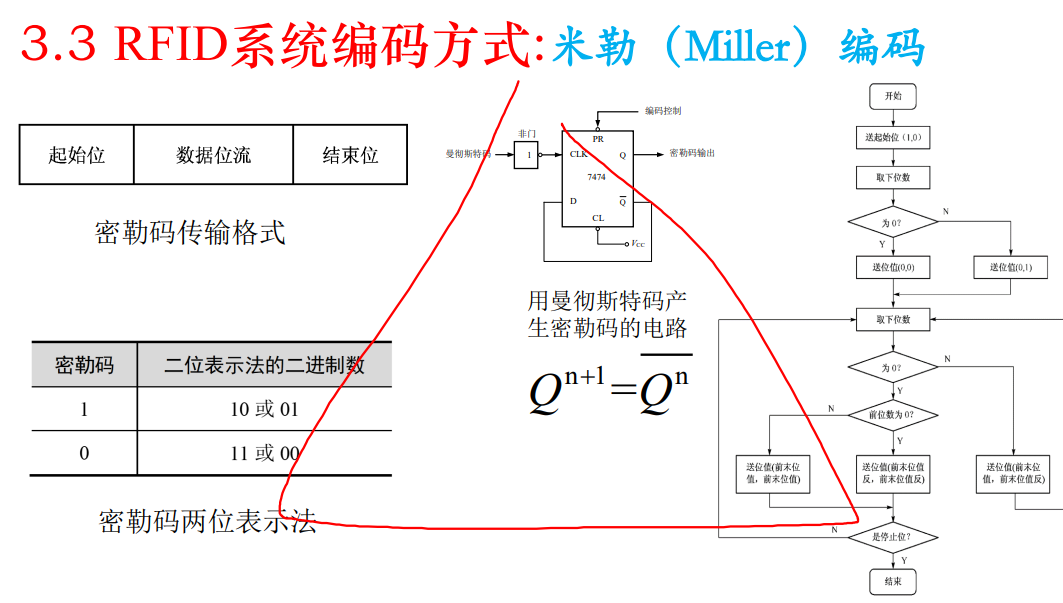 3.3 RFID系统编码方式:米勒（Miller）编码
起始位 数据位流 结束位
密勒码传输格式
密勒码 二位表示法的二进制数
1 10 或 01
0 11 或 00
密勒码两位表示法
编码控制
非门
曼彻斯特码
1
PR
CLK
Q
密勒码输出
7474
D
Q̅
CL
VCC
用曼彻斯特码产
生密勒码的电路
Qⁿ⁺¹=Q̅ⁿ
开始
送起始位（1,0）
取下位数
为 0?
N
Y
送位值(0,0)
送位值(0,1)
取下位数
为 0?
N
Y
前位数为 0?
N
Y
送位值(前末位
值，前末位值)
送位值(前末位值
反，前末位值反)
送位值(前末位
值，前末位值反)
是停止位?
N
Y
结束